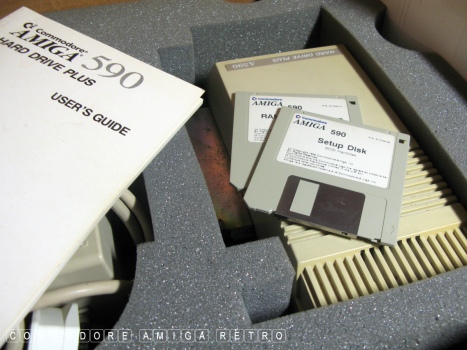 Commodore®
AMIGA® 590
HARD DRIVE PLUS
USER'S GUIDE
HARD DRIVE PLUS A590
Commodore
AMIGA 590
RA
Commodore
AMIGA 590
Setup Disk
COMMODORE AMIGA RETRO